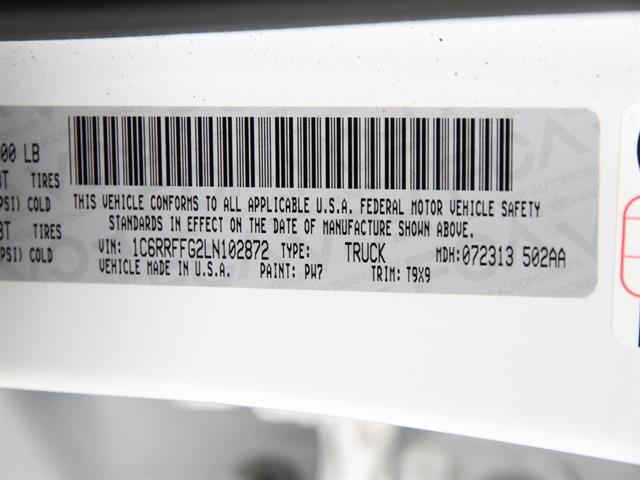 00 LB
BT TIRES
PSI) COLD
BT TIRES
PSI) COLD
THIS VEHICLE CONFORMS TO ALL APPLICABLE U.S.A. FEDERAL MOTOR VEHICLE SAFETY
STANDARDS IN EFFECT ON THE DATE OF MANUFACTURE SHOWN ABOVE.
VIN: 1C6RRFFG2LN102872 TYPE: TRUCK MDH:072313 502AA
VEHICLE MADE IN U.S.A. PAINT: PW7 TRIM: T9X9